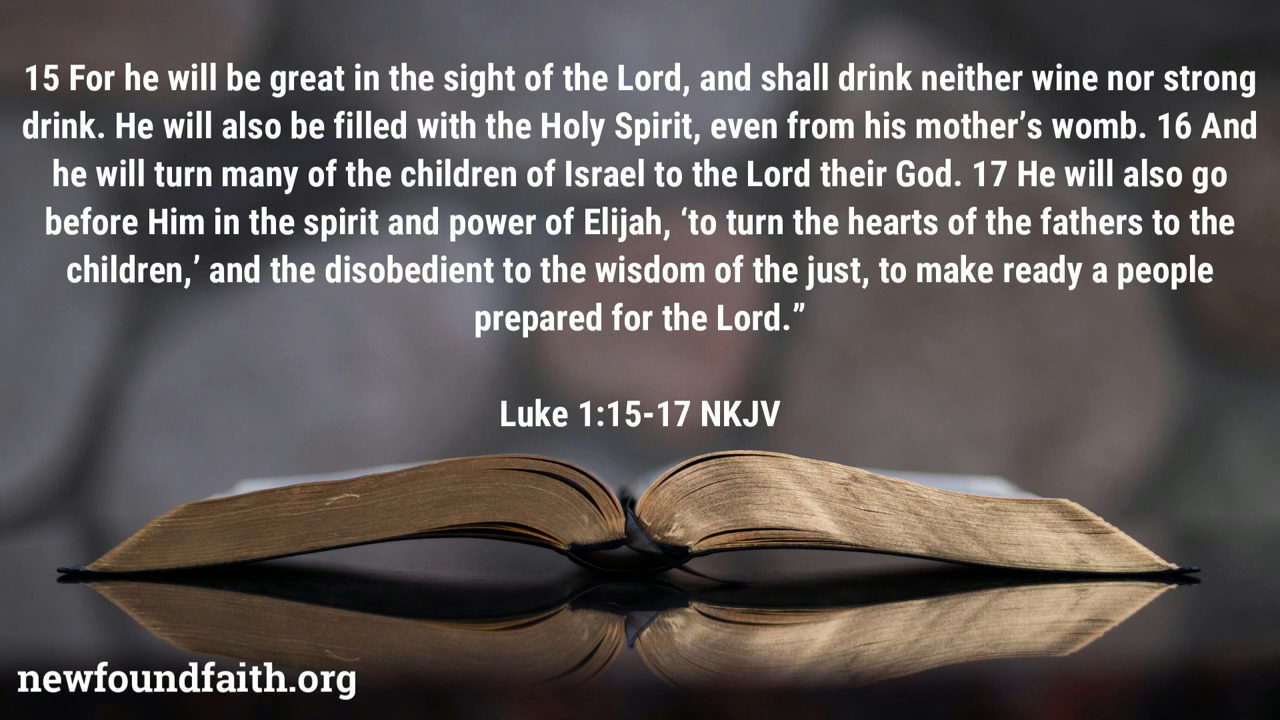 15 For he will be great in the sight of the Lord, and shall drink neither wine nor strong
drink. He will also be filled with the Holy Spirit, even from his mother’s womb. 16 And
he will turn many of the children of Israel to the Lord their God. 17 He will also go
before Him in the spirit and power of Elijah, ‘to turn the hearts of the fathers to the
children,’ and the disobedient to the wisdom of the just, to make ready a people
prepared for the Lord.”
Luke 1:15-17 NKJV
newfoundfaith.org